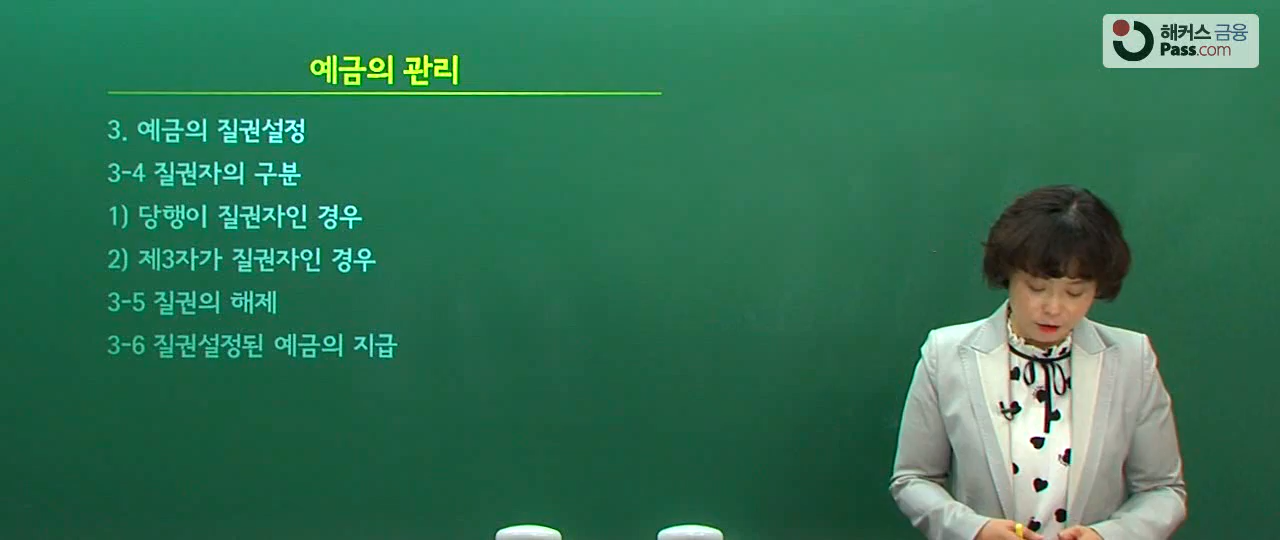 해커스 금융
Pass.com
예금의 관리
3. 예금의 질권설정
3-4 질권자의 구분
1) 당행이 질권자인 경우
2) 제3자가 질권자인 경우
3-5 질권의 해제
3-6 질권설정된 예금의 지급